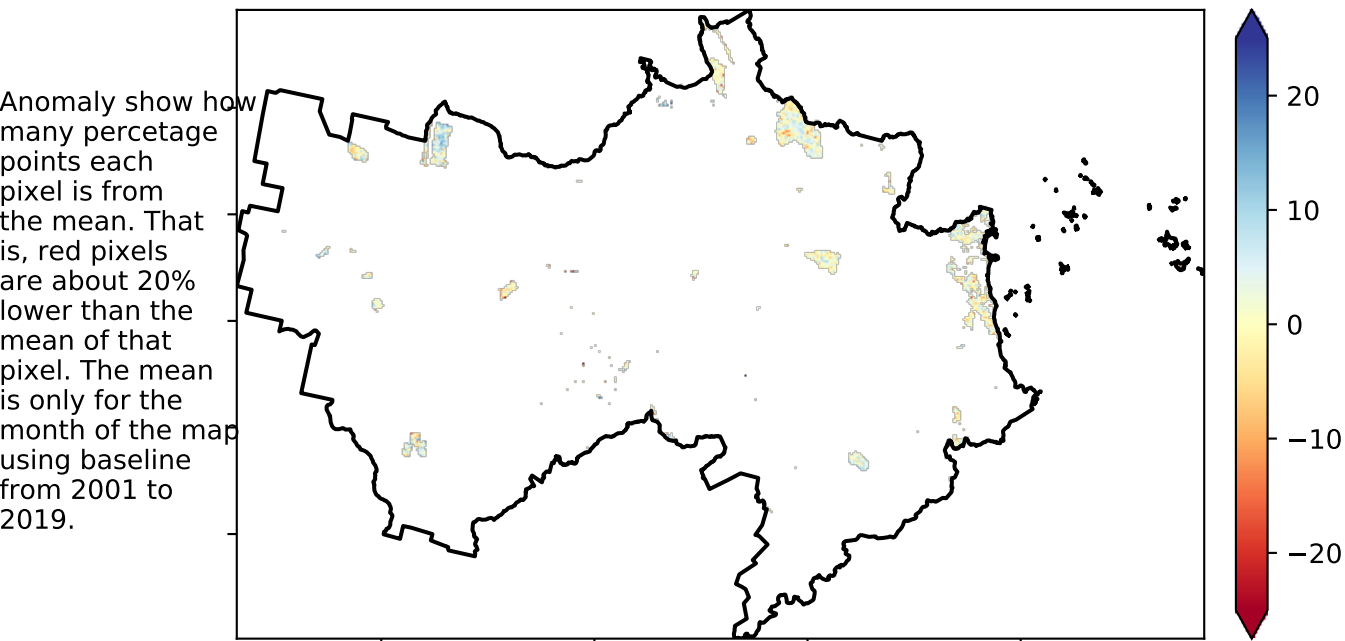 Anomaly show how
many percetage
points each
pixel is from
the mean. That
is, red pixels
are about 20%
lower than the
mean of that
pixel. The mean
is only for the
month of the map
using baseline
from 2001 to
2019.
20
10
0
−10
−20